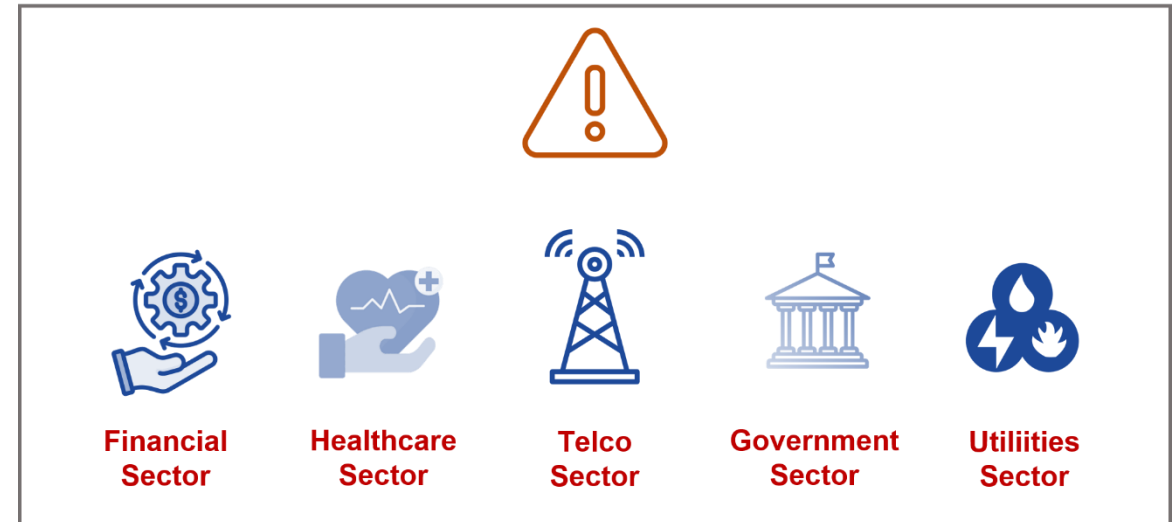 Financial
Sector
Healthcare
Sector
Telco
Sector
Government
Sector
Utiliities
Sector